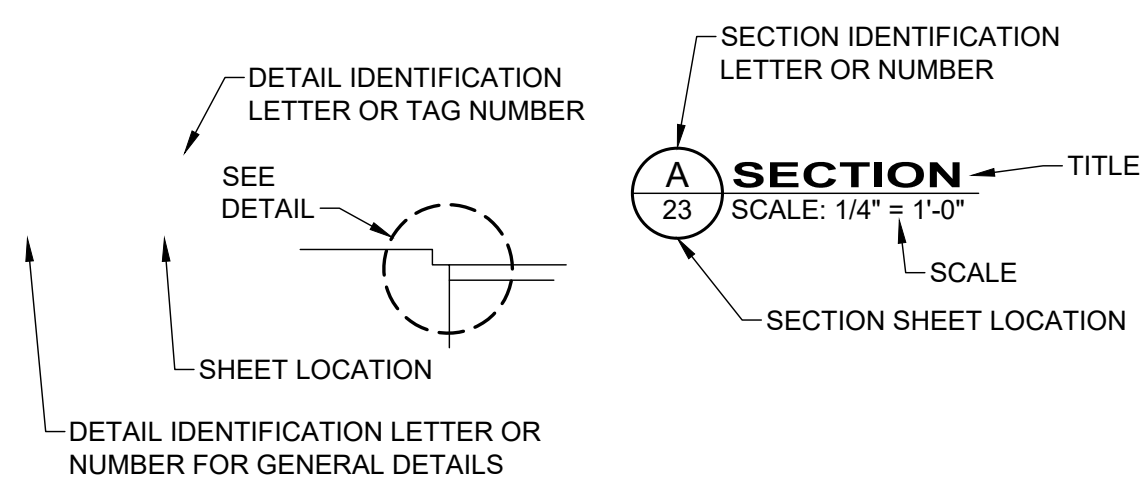 DETAIL IDENTIFICATION
LETTER OR TAG NUMBER
SEE
DETAIL
SHEET LOCATION
DETAIL IDENTIFICATION LETTER OR
NUMBER FOR GENERAL DETAILS
SECTION IDENTIFICATION
LETTER OR NUMBER
A
SECTION
TITLE
23
SCALE: 1/4" = 1'-0"
SCALE
SECTION SHEET LOCATION